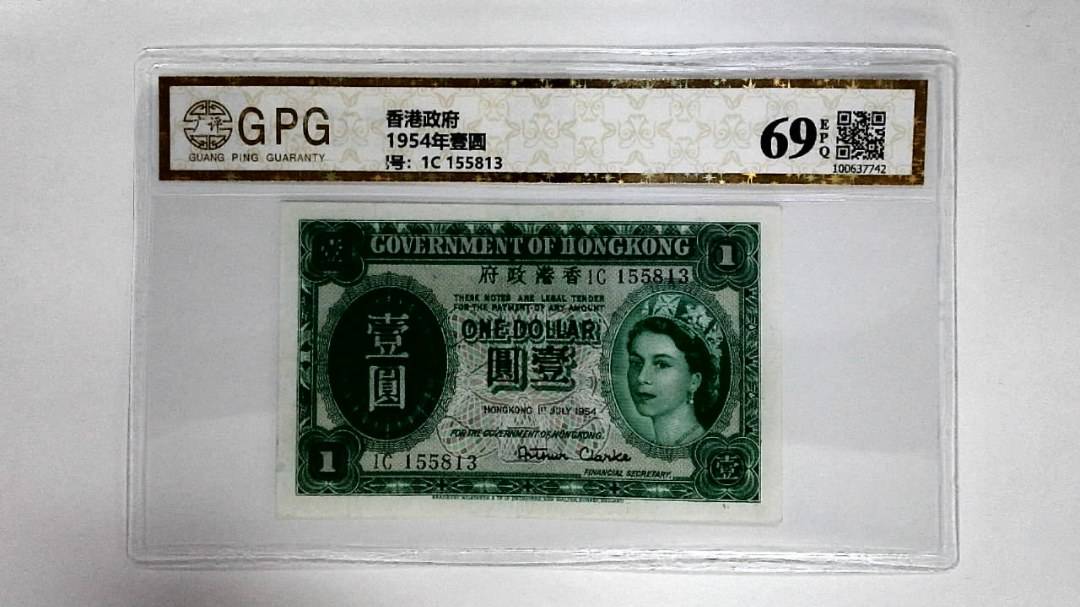 GPG
GUANG PING GUARANTY
香港政府
1954年壹圓
号: 1C 155813
69 EPQ
100637742
壹
GOVERNMENT OF HONGKONG
1
府政港香 1C 155813
THESE NOTES ARE LEGAL TENDER
FOR THE PAYMENT OF ANY AMOUNT
ONE DOLLAR
圓壹
壹圓
HONGKONG 1ST JULY 1954
FOR THE GOVERNMENT OF HONGKONG.
1
1C 155813
Arthur Clarke
FINANCIAL SECRETARY.
壹